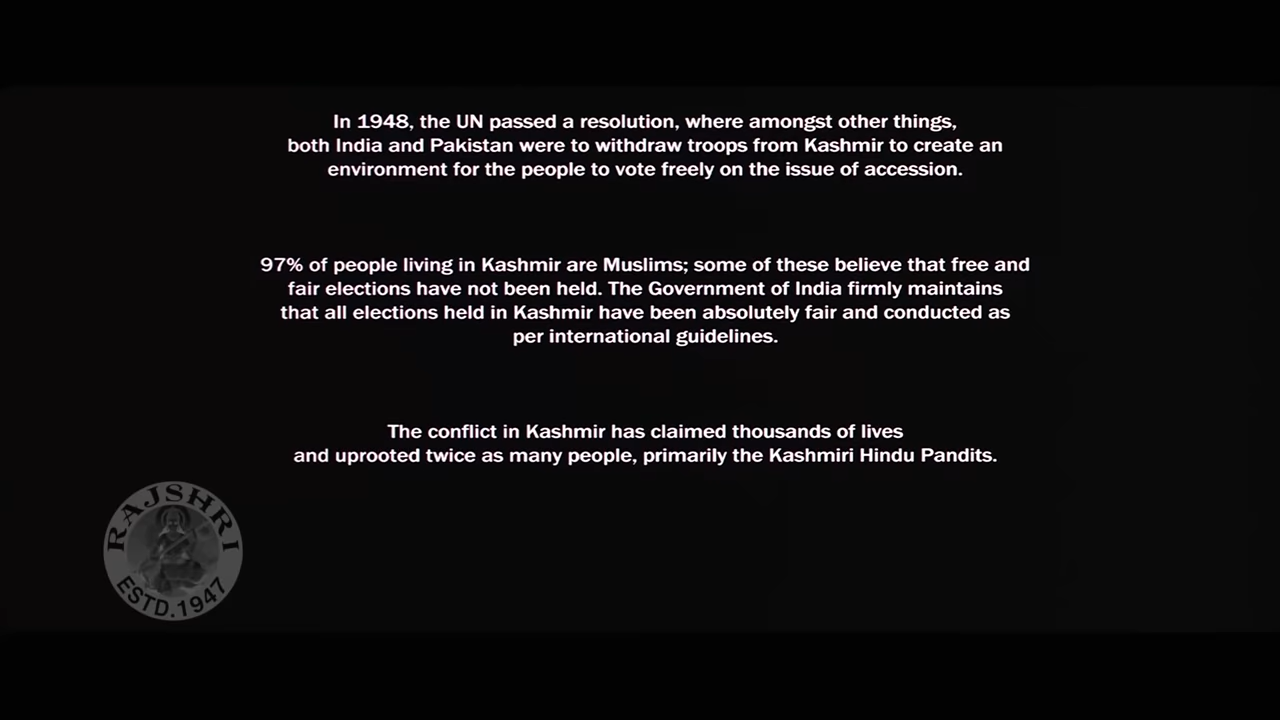 In 1948, the UN passed a resolution, where amongst other things,
both India and Pakistan were to withdraw troops from Kashmir to create an
environment for the people to vote freely on the issue of accession.
97% of people living in Kashmir are Muslims; some of these believe that free and
fair elections have not been held. The Government of India firmly maintains
that all elections held in Kashmir have been absolutely fair and conducted as
per international guidelines.
The conflict in Kashmir has claimed thousands of lives
and uprooted twice as many people, primarily the Kashmiri Hindu Pandits.
RAJSHRI
ESTD.1947